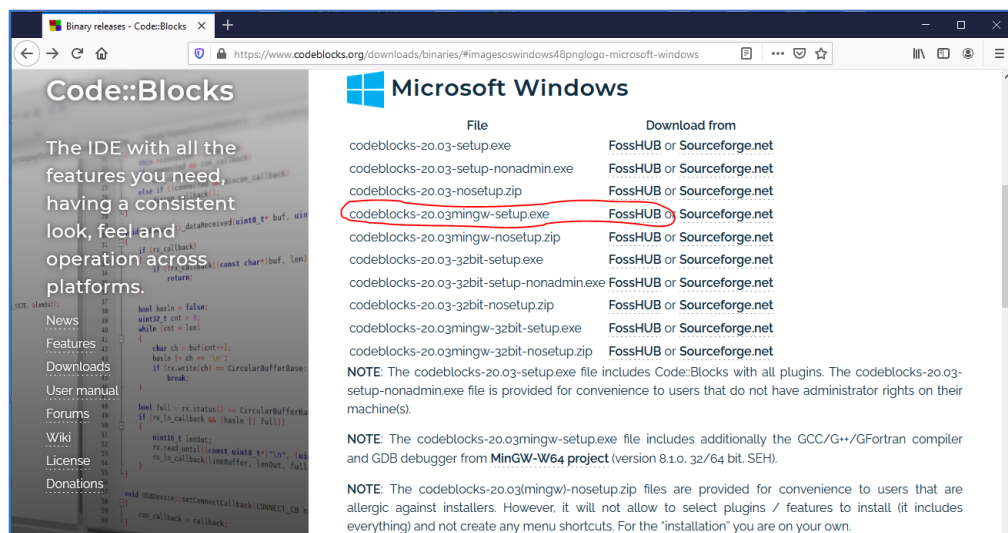 Binary releases - Code::Blocks
https://www.codeblocks.org/downloads/binaries/#imagesoswindows48pnglogo-microsoft-windows
Code::Blocks
The IDE with all the
features you need,
having a consistent
look, feel and
operation across
platforms.
News
Features
Downloads
User manual
Forums
Wiki
License
Donations
Microsoft Windows
File Download from
codeblocks-20.03-setup.exe FossHUB or Sourceforge.net
codeblocks-20.03-setup-nonadmin.exe FossHUB or Sourceforge.net
codeblocks-20.03-nosetup.zip FossHUB or Sourceforge.net
codeblocks-20.03mingw-setup.exe FossHUB or Sourceforge.net
codeblocks-20.03mingw-nosetup.zip FossHUB or Sourceforge.net
codeblocks-20.03-32bit-setup.exe FossHUB or Sourceforge.net
codeblocks-20.03-32bit-setup-nonadmin.exe FossHUB or Sourceforge.net
codeblocks-20.03-32bit-nosetup.zip FossHUB or Sourceforge.net
codeblocks-20.03mingw-32bit-setup.exe FossHUB or Sourceforge.net
codeblocks-20.03mingw-32bit-nosetup.zip FossHUB or Sourceforge.net
NOTE: The codeblocks-20.03-setup.exe file includes Code::Blocks with all plugins. The codeblocks-20.03-
setup-nonadmin.exe file is provided for convenience to users that do not have administrator rights on their
machine(s).
NOTE: The codeblocks-20.03mingw-setup.exe file includes additionally the GCC/G++/GFortran compiler
and GDB debugger from MinGW-W64 project (version 8.1.0, 32/64 bit, SEH).
NOTE: The codeblocks-20.03(mingw)-nosetup.zip files are provided for convenience to users that are
allergic against installers. However, it will not allow to select plugins / features to install (it includes
everything) and not create any menu shortcuts. For the "installation" you are on your own.